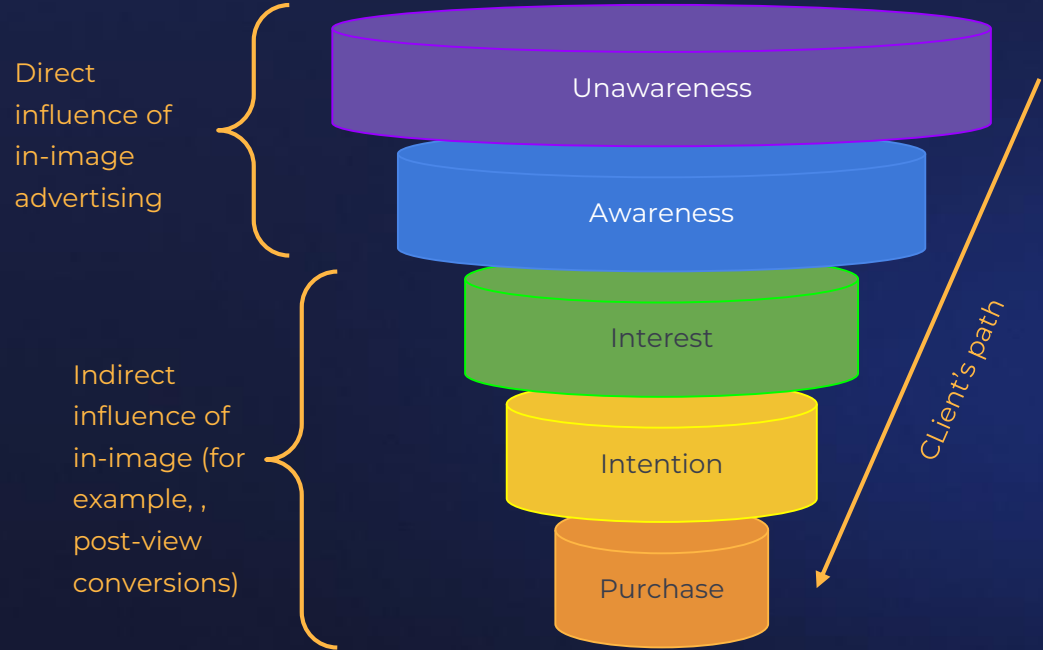 Direct
influence of
in-image
advertising
Unawareness
Awareness
Interest
Intention
Purchase
Indirect
influence of
in-image (for
example, ,
post-view
conversions)
CLient's path